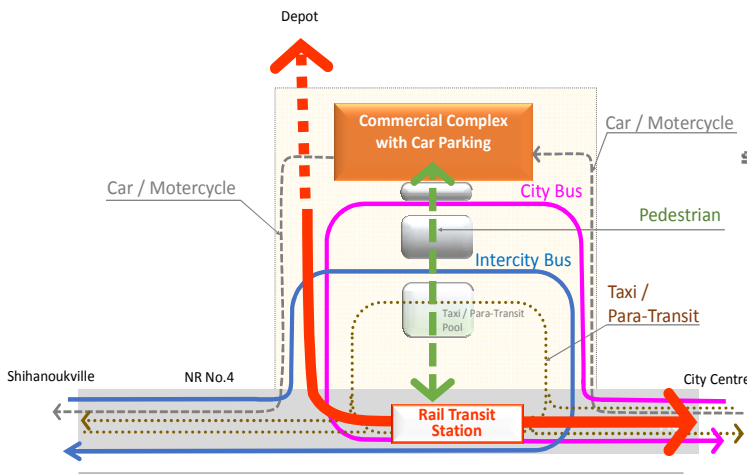 Depot
Commercial Complex
with Car Parking
Car / Motercycle
Car / Motercycle
City Bus
Pedestrian
Intercity Bus
Taxi /
Para-Transit
Taxi / Para-Transit
Pool
Shihanoukville
NR No.4
City Centre
Rail Transit
Station